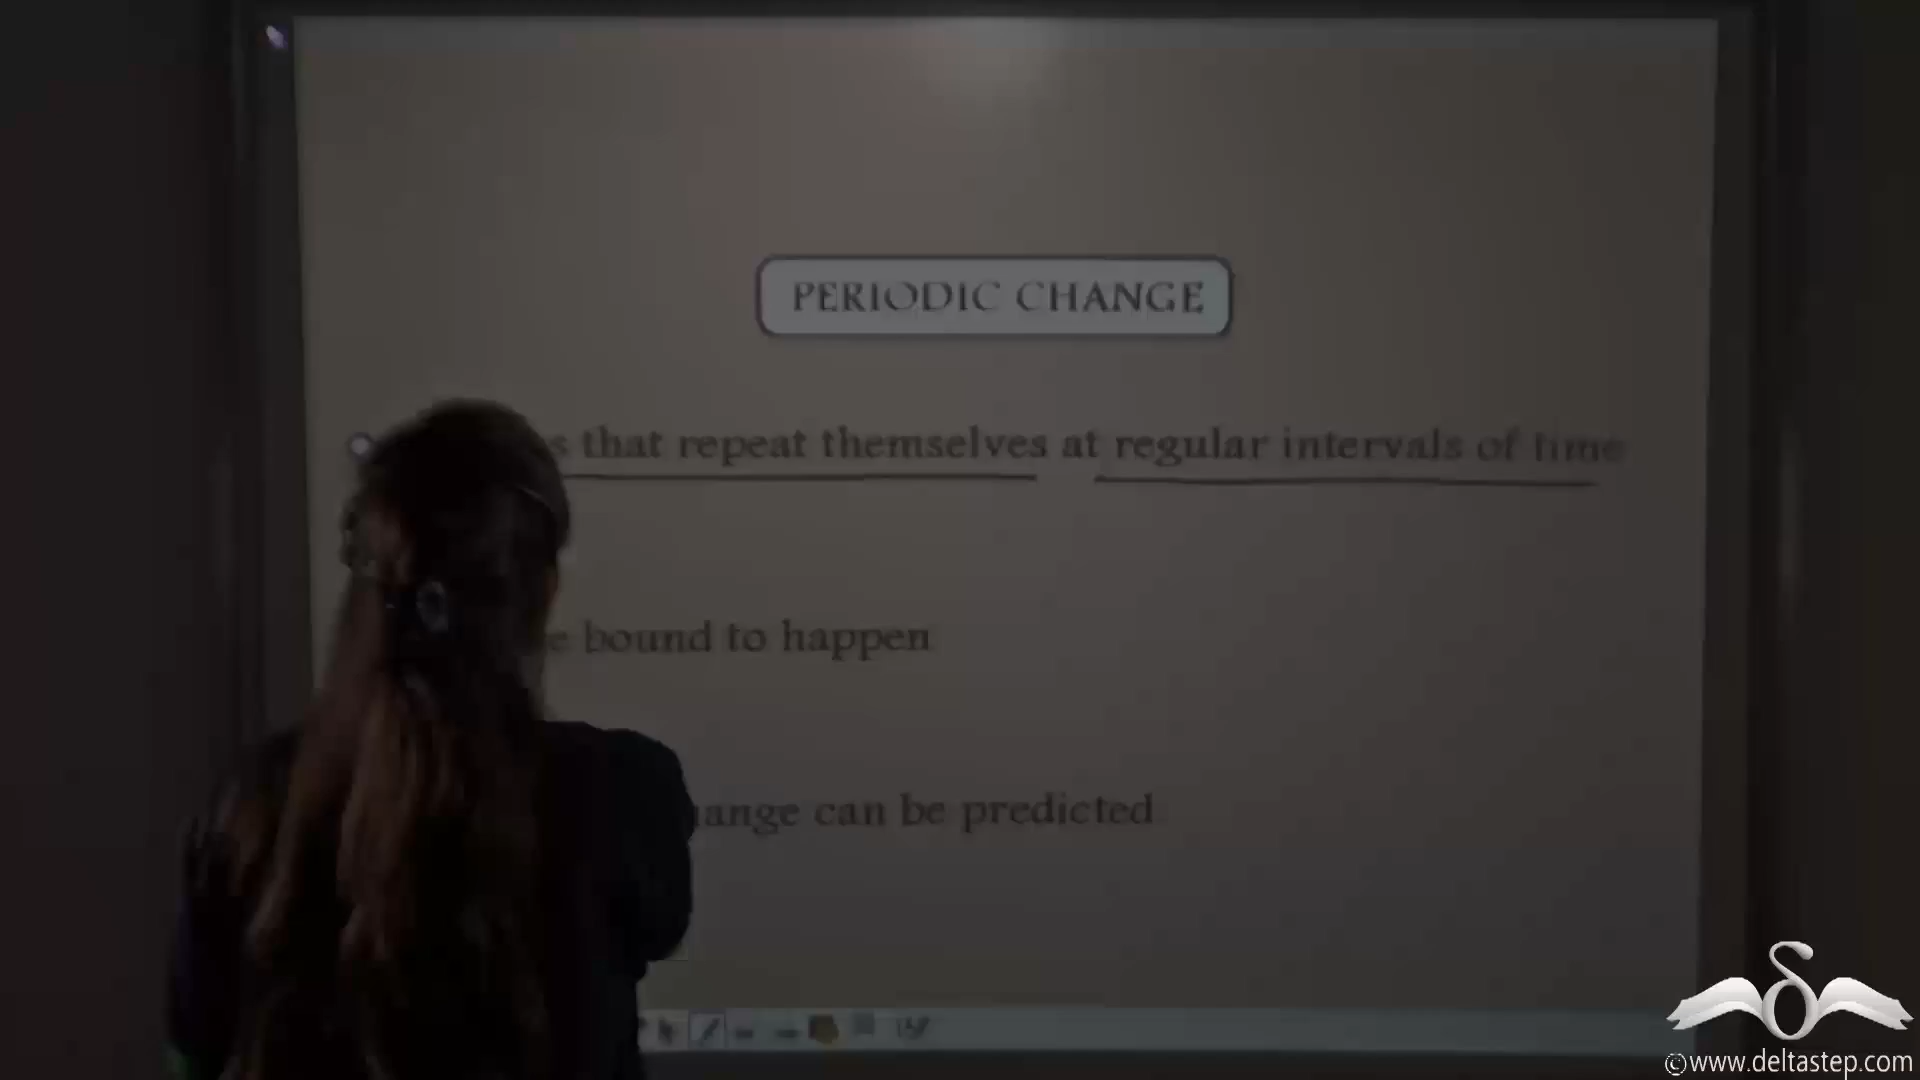 PERIODIC CHANGE
that repeat themselves at regular intervals of time
bound to happen
can be predicted
©www.deltastep.com